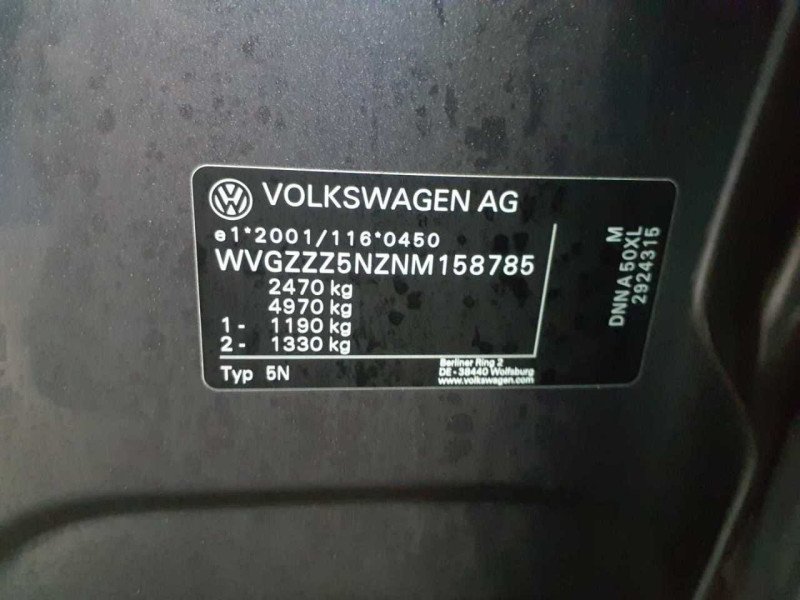 VOLKSWAGEN AG
e1*2001/116*0450
WVGZZZ5NZNM158785
2470 kg
4970 kg
1 - 1190 kg
2 - 1330 kg
Typ 5N
Berliner Ring 2
DE - 38440 Wolfsburg
www.volkswagen.com
M
DNNA50XL
2924315